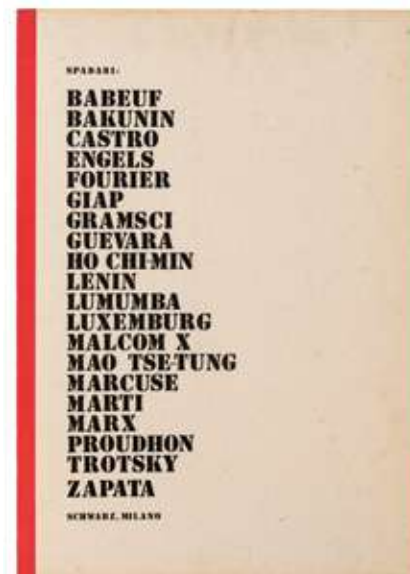 SPADARI:
BABEUF
BAKUNIN
CASTRO
ENGELS
FOURIER
GIAP
GRAMSCI
GUEVARA
HO CHI-MIN
LENIN
LUMUMBA
LUXEMBURG
MALCOM X
MAO TSE-TUNG
MARCUSE
MARTI
MARX
PROUDHON
TROTSKY
ZAPATA
SCHWARZ, MILANO